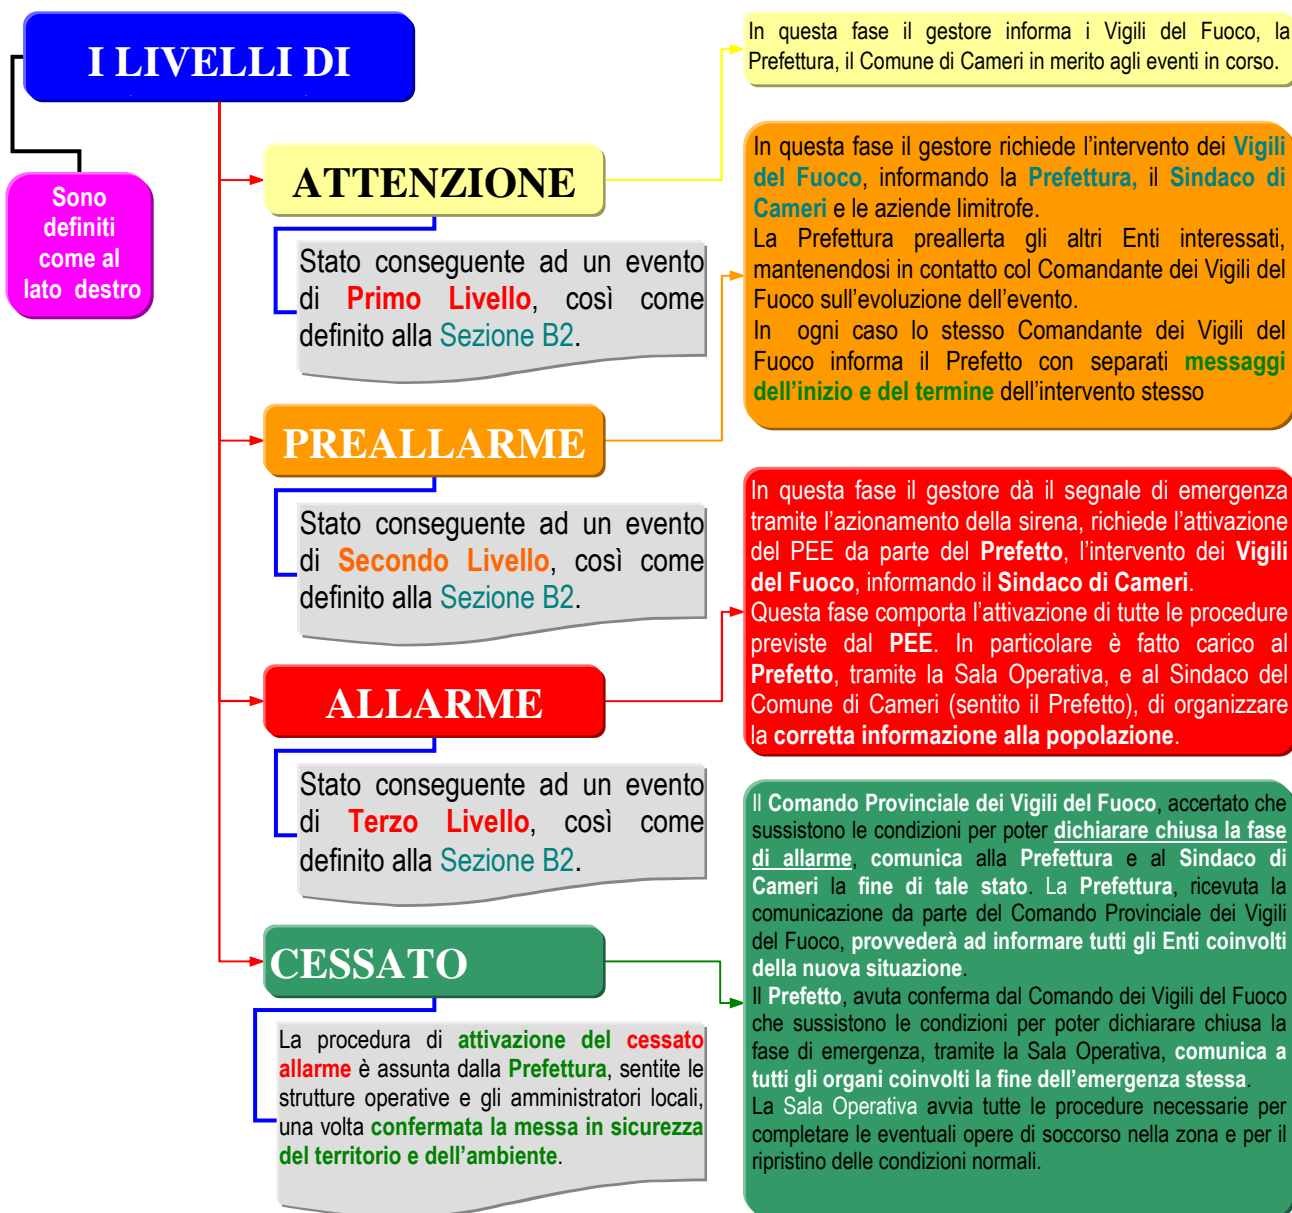 I LIVELLI DI
Sono
definiti
come al
lato destro
ATTENZIONE
Stato conseguente ad un evento
di Primo Livello, così come
definito alla Sezione B2.
In questa fase il gestore informa i Vigili del Fuoco, la
Prefettura, il Comune di Cameri in merito agli eventi in corso.
PREALLARME
Stato conseguente ad un evento
di Secondo Livello, così come
definito alla Sezione B2.
In questa fase il gestore richiede l'intervento dei Vigili
del Fuoco, informando la Prefettura, il Sindaco di
Cameri e le aziende limitrofe.
La Prefettura preallerta gli altri Enti interessati,
mantenendosi in contatto col Comandante dei Vigili del
Fuoco sull'evoluzione dell'evento.
In ogni caso lo stesso Comandante dei Vigili del
Fuoco informa il Prefetto con separati messaggi
dell'inizio e del termine dell'intervento stesso
ALLARME
Stato conseguente ad un evento
di Terzo Livello, così come
definito alla Sezione B2.
In questa fase il gestore dà il segnale di emergenza
tramite l'azionamento della sirena, richiede l'attivazione
del PEE da parte del Prefetto, l'intervento dei Vigili
del Fuoco, informando il Sindaco di Cameri.
Questa fase comporta l'attivazione di tutte le procedure
previste dal PEE. In particolare è fatto carico al
Prefetto, tramite la Sala Operativa, e al Sindaco del
Comune di Cameri (sentito il Prefetto), di organizzare
la corretta informazione alla popolazione.
CESSATO
La procedura di attivazione del cessato
allarme è assunta dalla Prefettura, sentite le
strutture operative e gli amministratori locali,
una volta confermata la messa in sicurezza
del territorio e dell'ambiente.
Il Comando Provinciale dei Vigili del Fuoco, accertato che
sussistono le condizioni per poter dichiarare chiusa la fase
di allarme, comunica alla Prefettura e al Sindaco di
Cameri la fine di tale stato. La Prefettura, ricevuta la
comunicazione da parte del Comando Provinciale dei Vigili
del Fuoco, provvederà ad informare tutti gli Enti coinvolti
della nuova situazione.
Il Prefetto, avuta conferma dal Comando dei Vigili del Fuoco
che sussistono le condizioni per poter dichiarare chiusa la
fase di emergenza, tramite la Sala Operativa, comunica a
tutti gli organi coinvolti la fine dell'emergenza stessa.
La Sala Operativa avvia tutte le procedure necessarie per
completare le eventuali opere di soccorso nella zona e per il
ripristino delle condizioni normali.